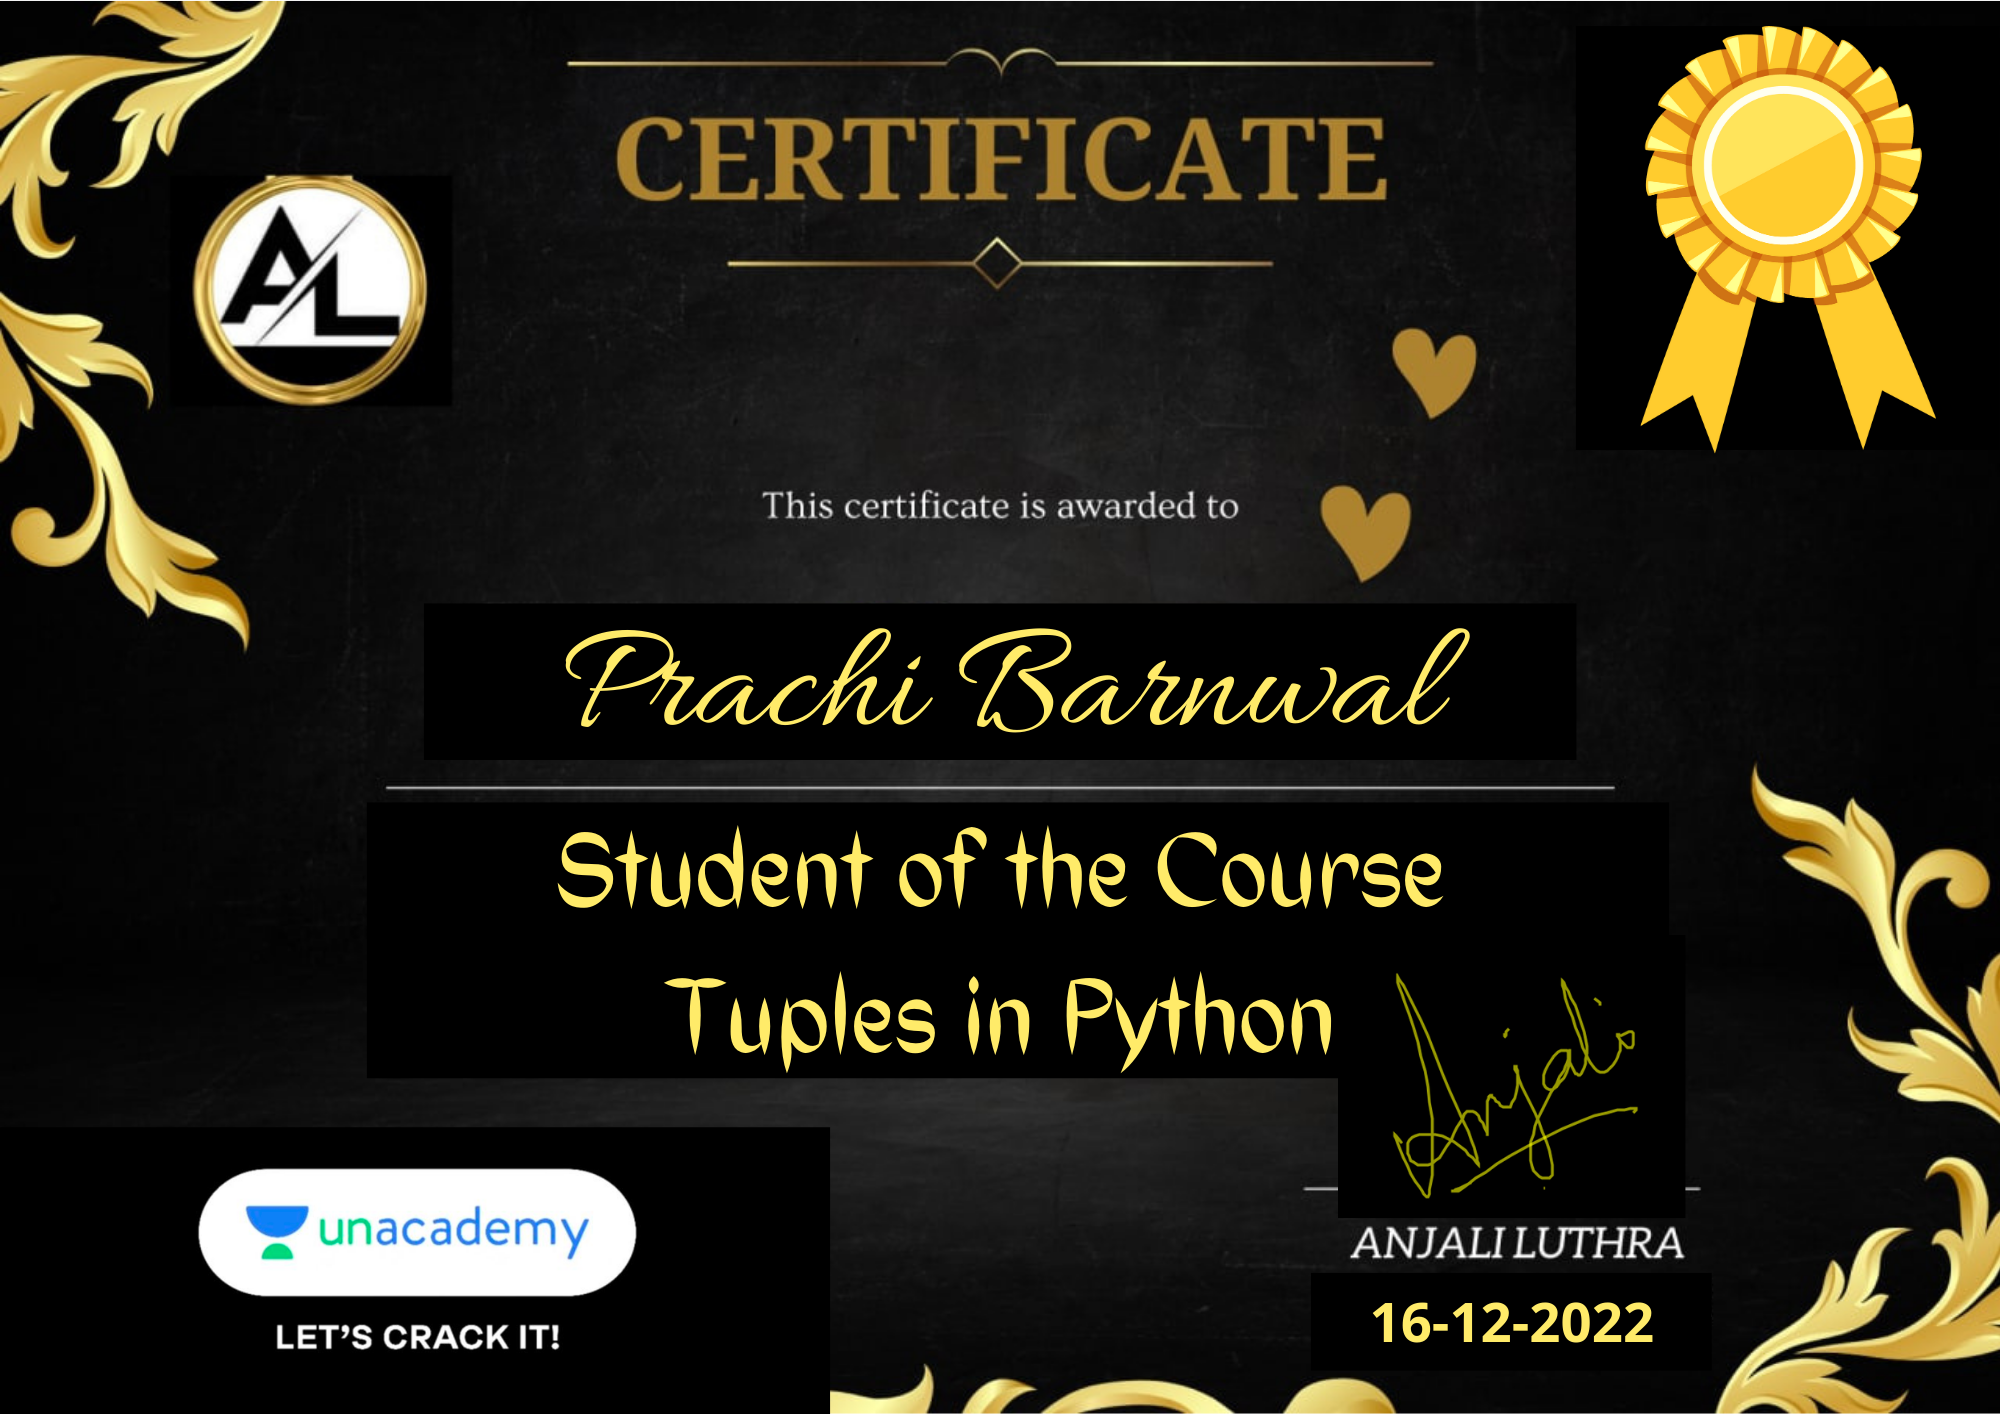 CERTIFICATE
AL
This certificate is awarded to
Prachi Barnwal
Student of the Course
Tuples in Python
Anjali
unacademy
LET'S CRACK IT!
ANJALI LUTHRA
16-12-2022